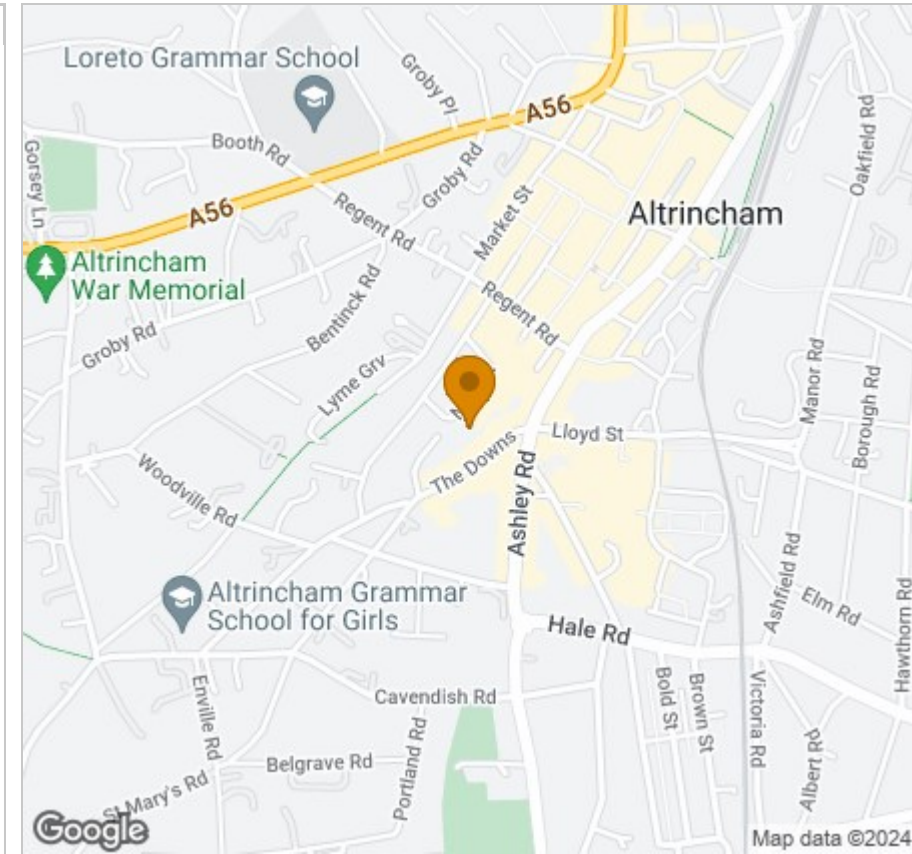 Loreto Grammar School
Groby Pl
A56
Booth Rd
Groby Rd
Gorsey Ln
A56
Regent Rd
Market St
Oakfield Rd
Altrincham
Altrincham
War Memorial
Bentinck Rd
Regent Rd
Groby Rd
Lyme Grv
Manor Rd
Borough Rd
Lloyd St
The Downs
Woodville Rd
Ashley Rd
Ashfield Rd
Altrincham Grammar
School for Girls
Elm Rd
Hale Rd
Hawthorn Rd
Enville Rd
Cavendish Rd
Bold St
Brown St
Victoria Rd
Portland Rd
Belgrave Rd
Albert Rd
St Mary's Rd
Google
Map data ©2024